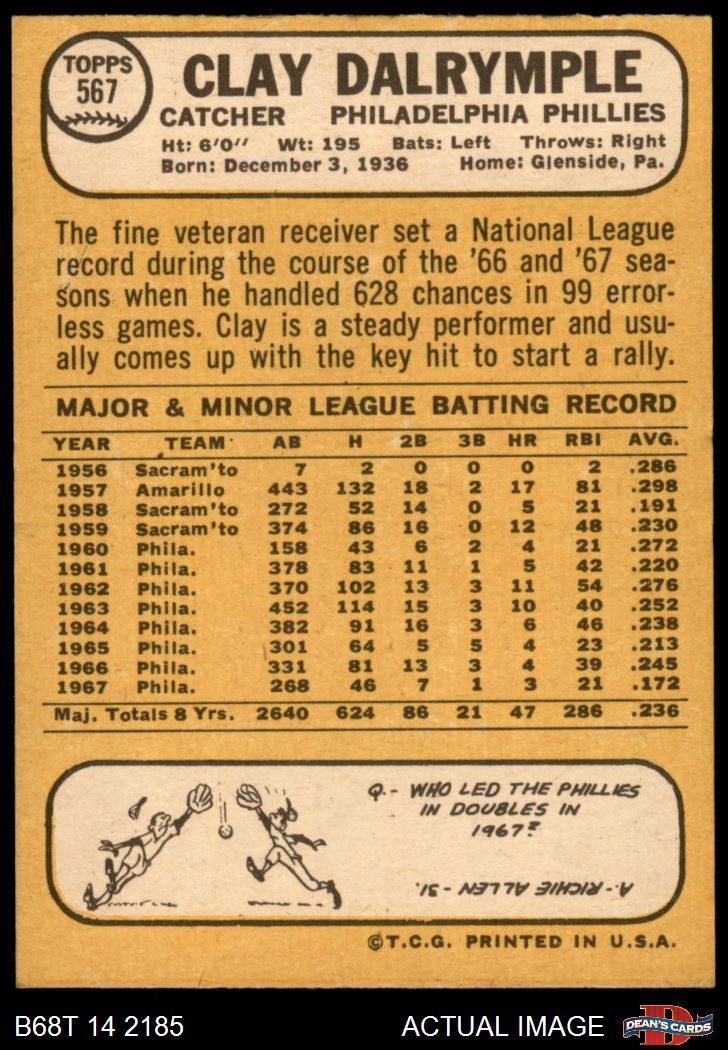 TOPPS
567
CLAY DALRYMPLE
CATCHER PHILADELPHIA PHILLIES
Ht: 6'0" Wt: 195 Bats: Left Throws: Right
Born: December 3, 1936 Home: Glenside, Pa.
The fine veteran receiver set a National League
record during the course of the '66 and '67 sea-
sons when he handled 628 chances in 99 error-
less games. Clay is a steady performer and usu-
ally comes up with the key hit to start a rally.
MAJOR & MINOR LEAGUE BATTING RECORD
YEAR TEAM AB H 2B 3B HR RBI AVG.
1956 Sacram'to 7 2 0 0 0 2 .286
1957 Amarillo 443 132 18 2 17 81 .298
1958 Sacram'to 272 52 14 0 5 21 .191
1959 Sacram'to 374 86 16 0 12 48 .230
1960 Phila. 158 43 6 2 4 21 .272
1961 Phila. 378 83 11 1 5 42 .220
1962 Phila. 370 102 13 3 11 54 .276
1963 Phila. 452 114 15 3 10 40 .252
1964 Phila. 382 91 16 3 6 46 .238
1965 Phila. 301 64 5 5 4 23 .213
1966 Phila. 331 81 13 3 4 39 .245
1967 Phila. 268 46 7 1 3 21 .172
Maj. Totals 8 Yrs. 2640 624 86 21 47 286 .236
Q.- WHO LED THE PHILLIES
IN DOUBLES IN
1967?
A.- RICHIE ALLEN - 31.
©T.C.G. PRINTED IN U.S.A.
B68T 14 2185 ACTUAL IMAGE
D
DEAN'S CARDS